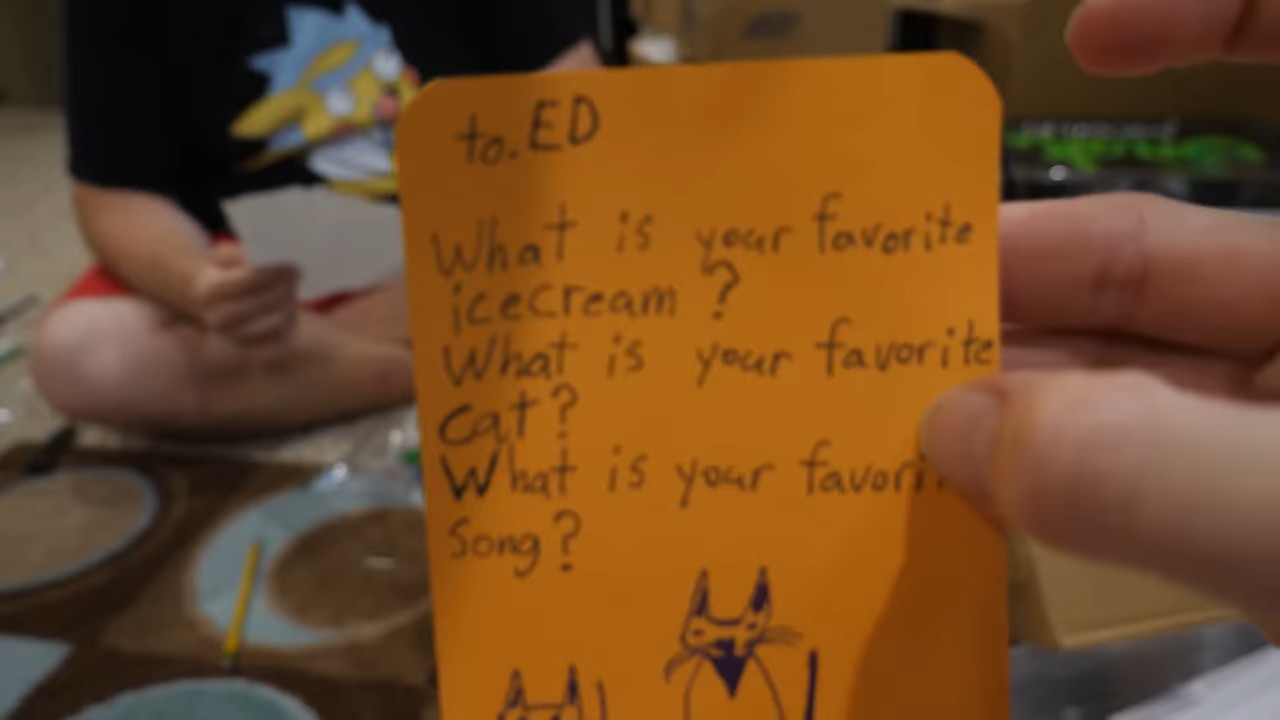 to. ED
What is your favorite
icecream ?
What is your favorite
cat?
What is your
song?